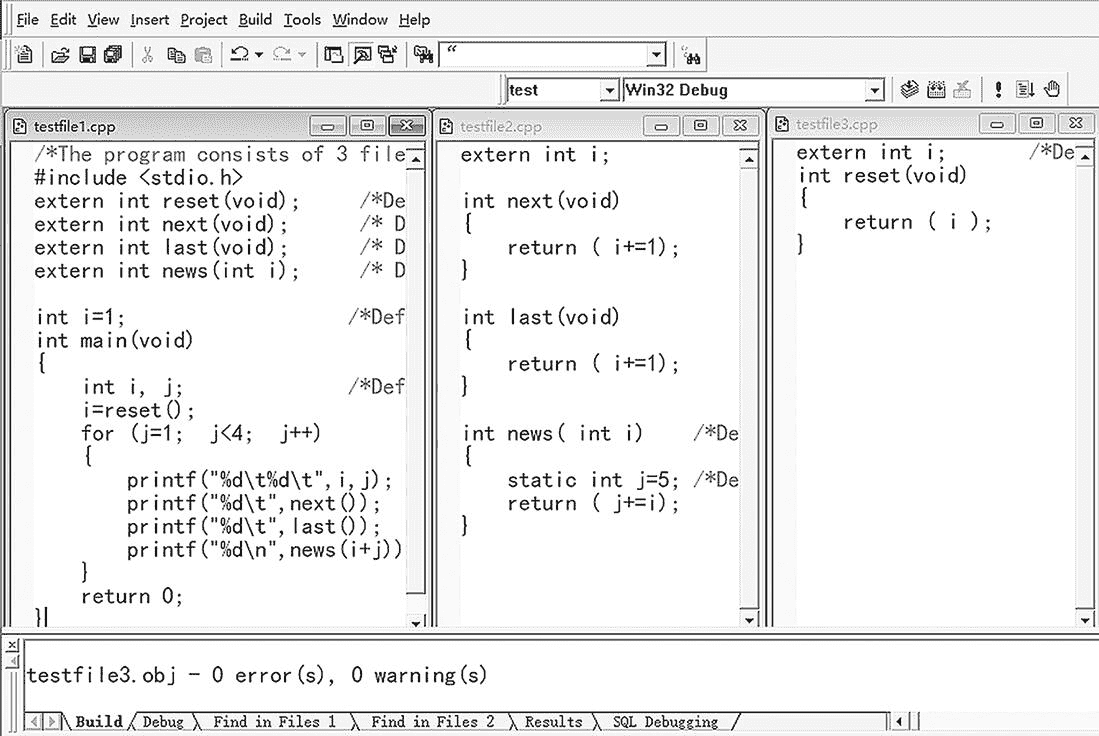 File Edit View Insert Project Build Tools Window Help
“
test Win32 Debug
testfile1.cpp
/*The program consists of 3 file
#include <stdio.h>
extern int reset(void); /*De
extern int next(void); /* D
extern int last(void); /* D
extern int news(int i); /* D
int i=1; /*Def
int main(void)
{
int i, j; /*Def
i=reset();
for (j=1; j<4; j++)
{
printf("%d\t%d\t",i,j);
printf("%d\t",next());
printf("%d\t",last());
printf("%d\n",news(i+j))
}
return 0;
}
testfile2.cpp
extern int i;
int next(void)
{
return ( i+=1);
}
int last(void)
{
return ( i+=1);
}
int news( int i) /*De
{
static int j=5; /*De
return ( j+=i);
}
testfile3.cpp
extern int i; /*De
int reset(void)
{
return ( i );
}
testfile3.obj - 0 error(s), 0 warning(s)
Build Debug Find in Files 1 Find in Files 2 Results SQL Debugging